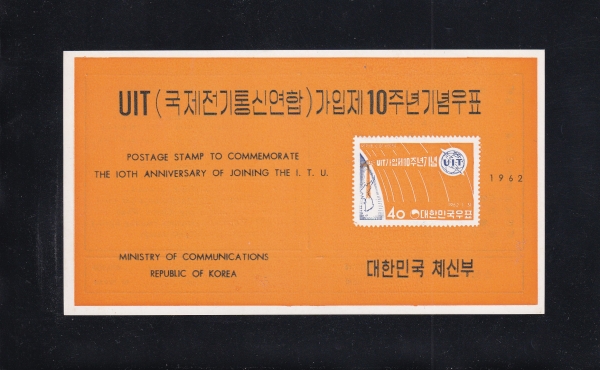 UIT (국제전기통신연합) 가입제10주년기념우표
POSTAGE STAMP TO COMMEMORATE
THE 10TH ANNIVERSARY OF JOINING THE I. T. U.
UIT가입제10주년기념
UIT
40 대한민국우표
1962
MINISTRY OF COMMUNICATIONS
REPUBLIC OF KOREA
대한민국 체신부